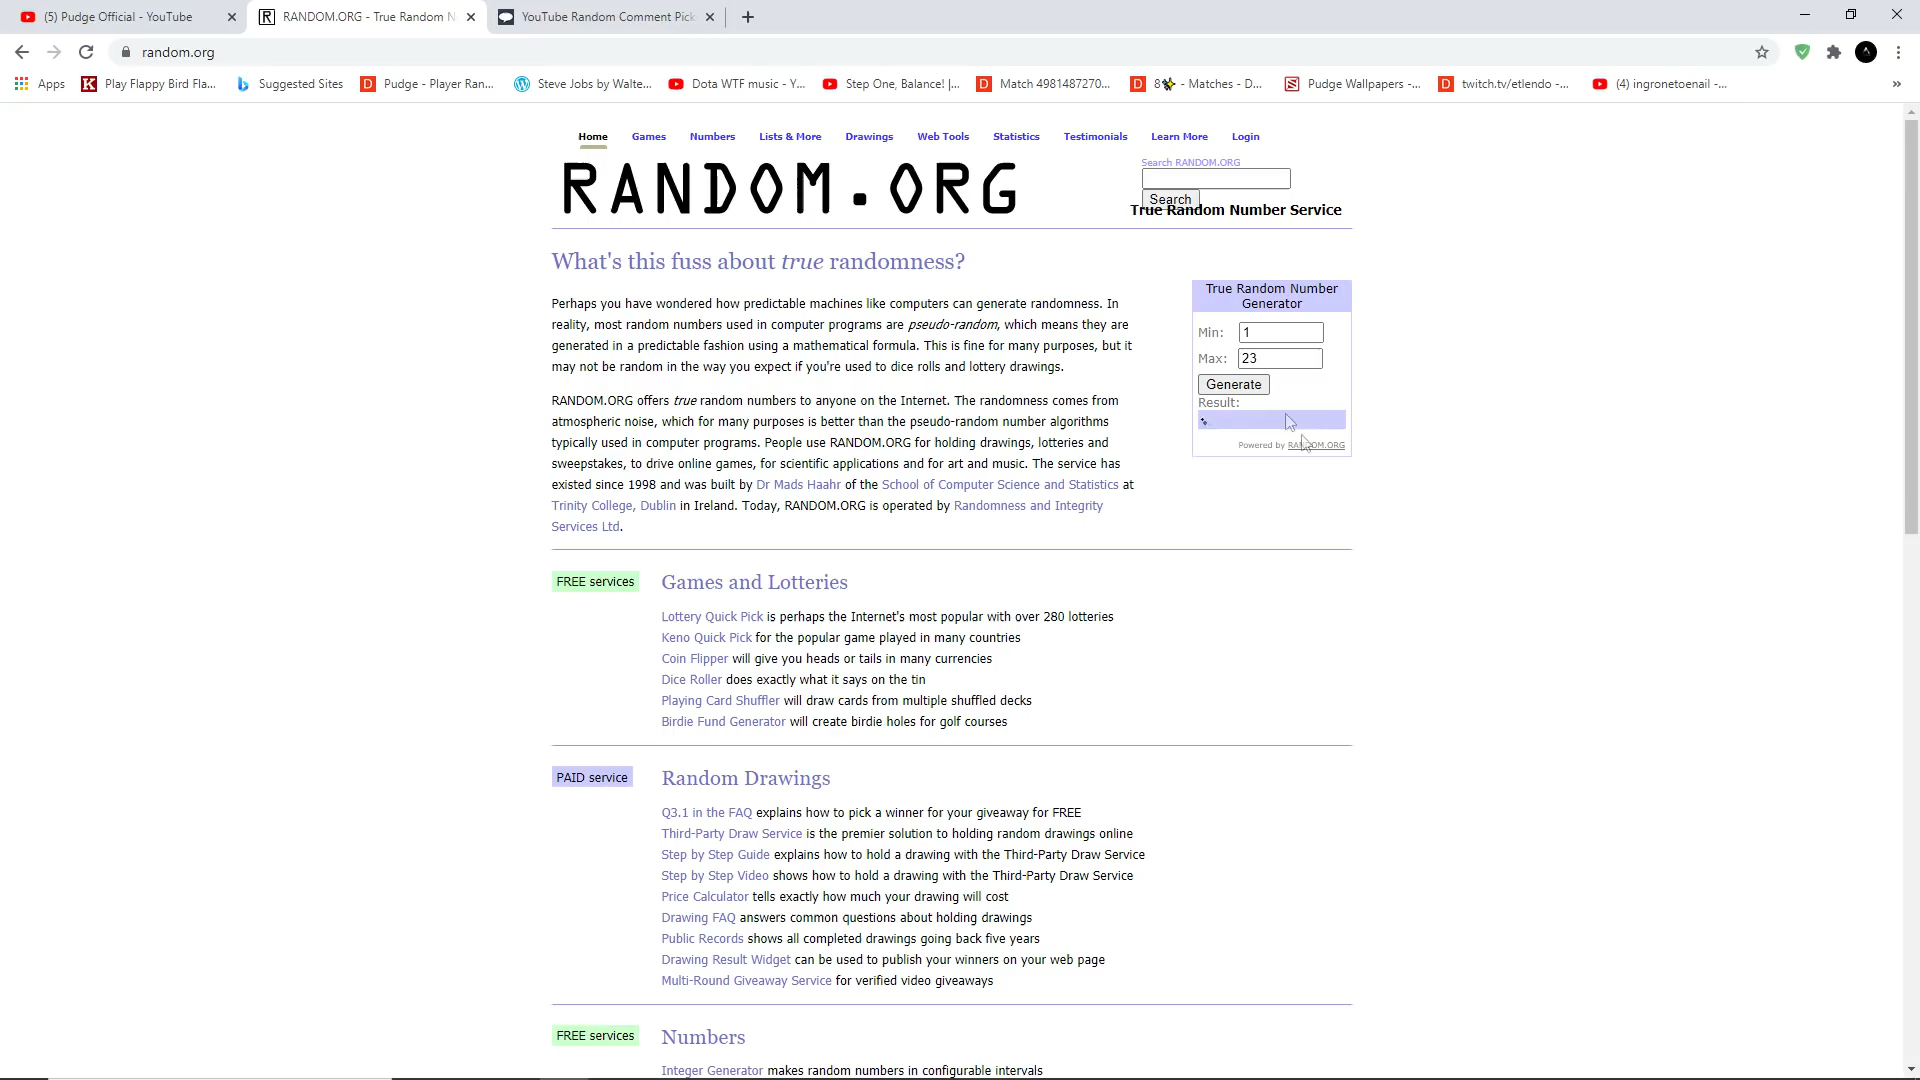 (5) Pudge Official - YouTube
RANDOM.ORG - True Random N
YouTube Random Comment Pick
random.org
Apps
Play Flappy Bird Fla...
Suggested Sites
Pudge - Player Ran...
Steve Jobs by Walte...
Dota WTF music - Y...
Step One, Balance! |...
Match 4981487270...
8 - Matches - D...
Pudge Wallpapers -...
twitch.tv/etlendo -...
(4) ingronetoenail -...
»
Home Games Numbers Lists & More Drawings Web Tools Statistics Testimonials Learn More Login
RANDOM.ORG
Search RANDOM.ORG
Search
True Random Number Service
What's this fuss about true randomness?
Perhaps you have wondered how predictable machines like computers can generate randomness. In
reality, most random numbers used in computer programs are pseudo-random, which means they are
generated in a predictable fashion using a mathematical formula. This is fine for many purposes, but it
may not be random in the way you expect if you're used to dice rolls and lottery drawings.
RANDOM.ORG offers true random numbers to anyone on the Internet. The randomness comes from
atmospheric noise, which for many purposes is better than the pseudo-random number algorithms
typically used in computer programs. People use RANDOM.ORG for holding drawings, lotteries and
sweepstakes, to drive online games, for scientific applications and for art and music. The service has
existed since 1998 and was built by Dr Mads Haahr of the School of Computer Science and Statistics at
Trinity College, Dublin in Ireland. Today, RANDOM.ORG is operated by Randomness and Integrity
Services Ltd.
True Random Number
Generator
Min: 1
Max: 23
Generate
Result:
Powered by RANDOM.ORG
FREE services
Games and Lotteries
Lottery Quick Pick is perhaps the Internet's most popular with over 280 lotteries
Keno Quick Pick for the popular game played in many countries
Coin Flipper will give you heads or tails in many currencies
Dice Roller does exactly what it says on the tin
Playing Card Shuffler will draw cards from multiple shuffled decks
Birdie Fund Generator will create birdie holes for golf courses
PAID service
Random Drawings
Q3.1 in the FAQ explains how to pick a winner for your giveaway for FREE
Third-Party Draw Service is the premier solution to holding random drawings online
Step by Step Guide explains how to hold a drawing with the Third-Party Draw Service
Step by Step Video shows how to hold a drawing with the Third-Party Draw Service
Price Calculator tells exactly how much your drawing will cost
Drawing FAQ answers common questions about holding drawings
Public Records shows all completed drawings going back five years
Drawing Result Widget can be used to publish your winners on your web page
Multi-Round Giveaway Service for verified video giveaways
FREE services
Numbers
Integer Generator makes random numbers in configurable intervals